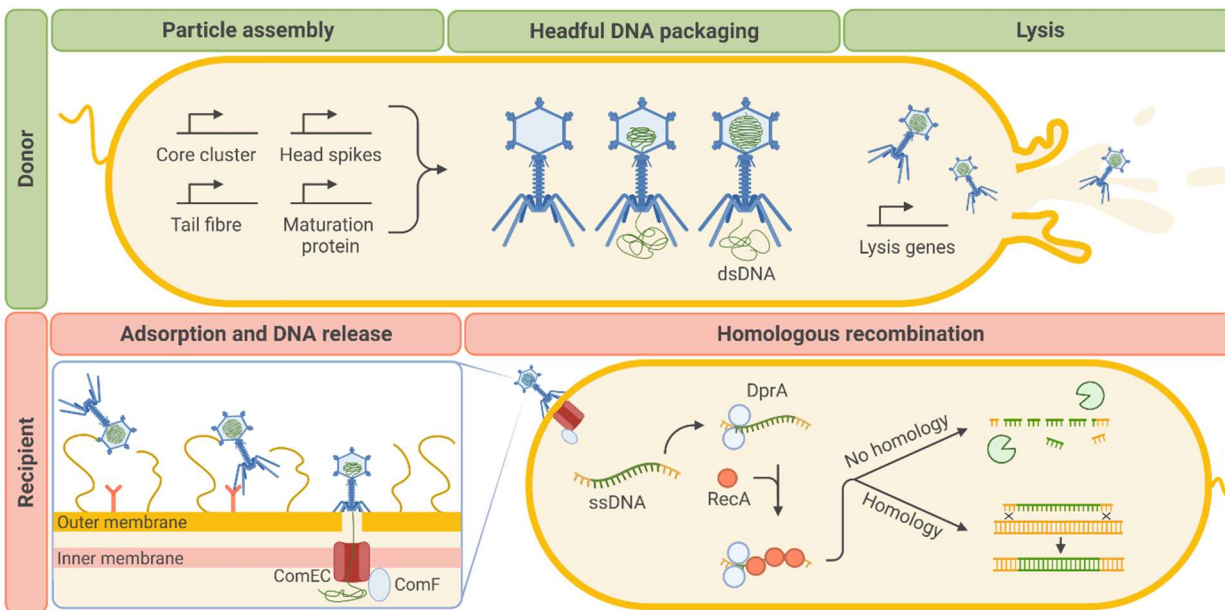 Particle assembly
Headful DNA packaging
Lysis
Donor
Core cluster
Head spikes
Tail fibre
Maturation
protein
dsDNA
Lysis genes
Adsorption and DNA release
Homologous recombination
Recipient
Outer membrane
Inner membrane
ComEC
ComF
ssDNA
DprA
RecA
No homology
Homology